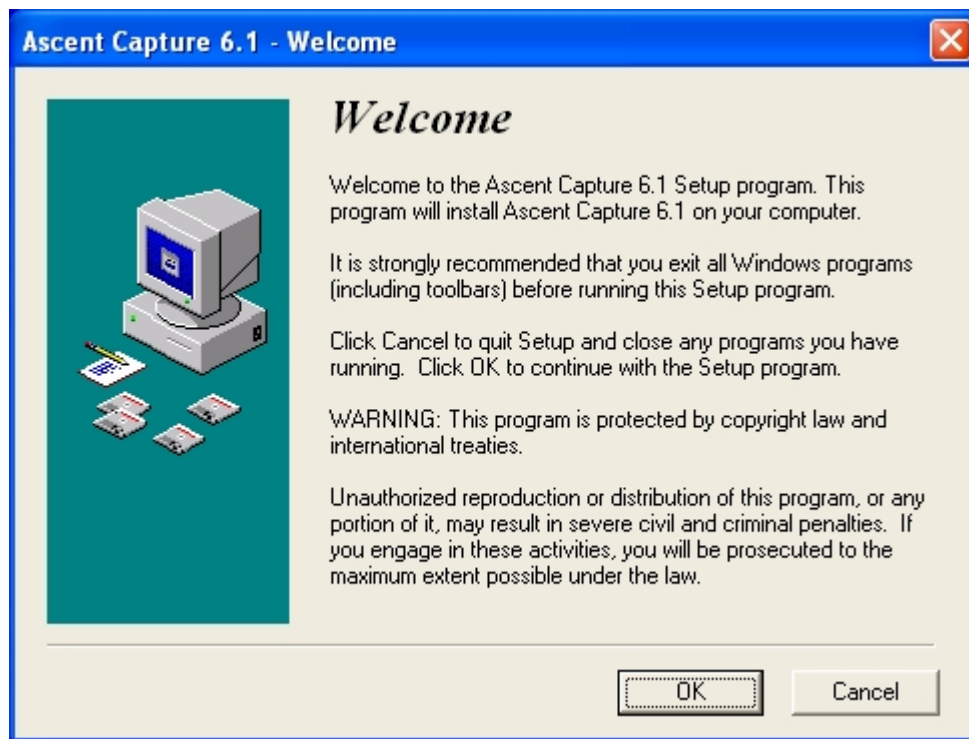 Ascent Capture 6.1 - Welcome
Welcome
Welcome to the Ascent Capture 6.1 Setup program. This
program will install Ascent Capture 6.1 on your computer.
It is strongly recommended that you exit all Windows programs
(including toolbars) before running this Setup program.
Click Cancel to quit Setup and close any programs you have
running.  Click OK to continue with the Setup program.
WARNING: This program is protected by copyright law and
international treaties.
Unauthorized reproduction or distribution of this program, or any
portion of it, may result in severe civil and criminal penalties.  If
you engage in these activities, you will be prosecuted to the
maximum extent possible under the law.
OK
Cancel